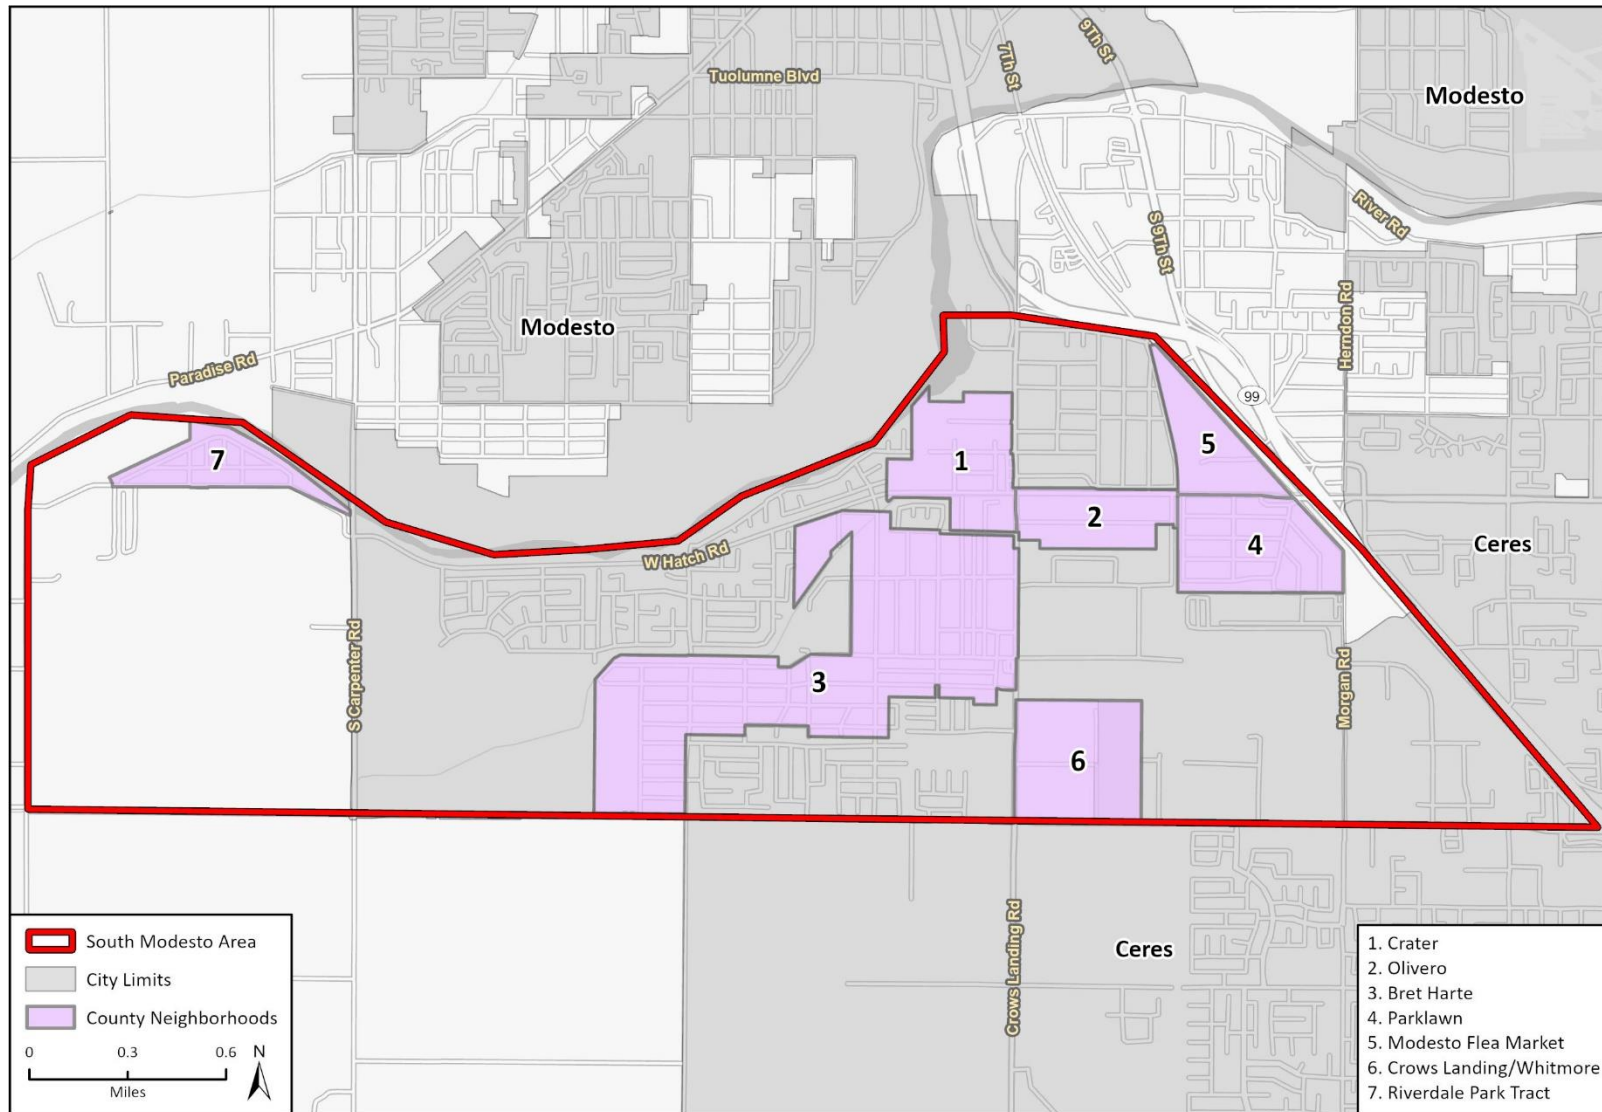 Tuolumne Blvd
7Th St
9Th St
Modesto
River Rd
S 9Th St
Herndon Rd
Modesto
Paradise Rd
99
7
1
5
2
4
Ceres
W Hatch Rd
S Carpenter Rd
3
Morgan Rd
6
Crows Landing Rd
Ceres
South Modesto Area
City Limits
County Neighborhoods
0 0.3 0.6
Miles
N
1. Crater
2. Olivero
3. Bret Harte
4. Parklawn
5. Modesto Flea Market
6. Crows Landing/Whitmore
7. Riverdale Park Tract